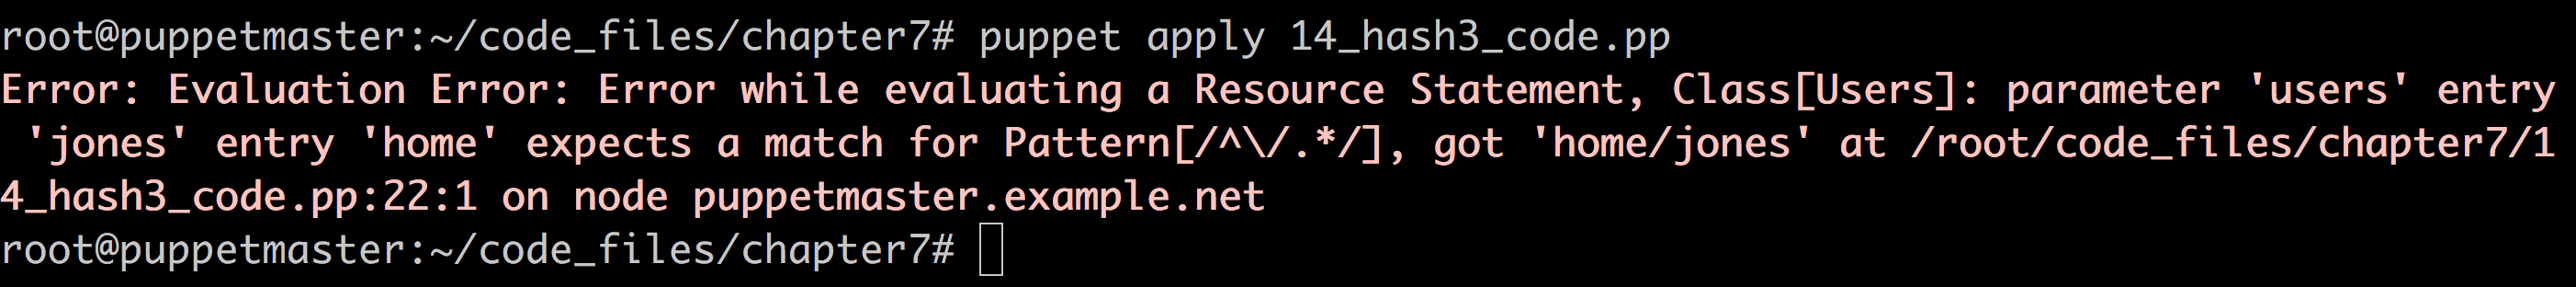 root@puppetmaster:~/code_files/chapter7# puppet apply 14_hash3_code.pp
Error: Evaluation Error: Error while evaluating a Resource Statement, Class[Users]: parameter 'users' entry
 'jones' entry 'home' expects a match for Pattern[/^\/.*/], got 'home/jones' at /root/code_files/chapter7/1
4_hash3_code.pp:22:1 on node puppetmaster.example.net
root@puppetmaster:~/code_files/chapter7#